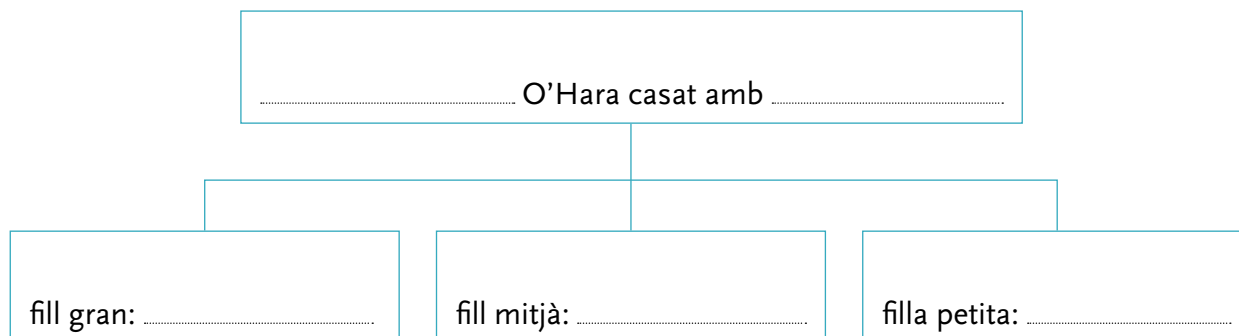 O’Hara casat amb
fill gran:
fill mitjà:
filla petita: